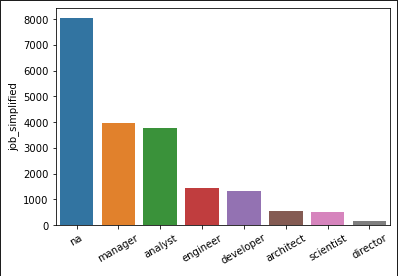 8000
7000
6000
5000
4000
3000
2000
1000
0
job_simplified
na
manager
analyst
engineer
developer
architect
scientist
director